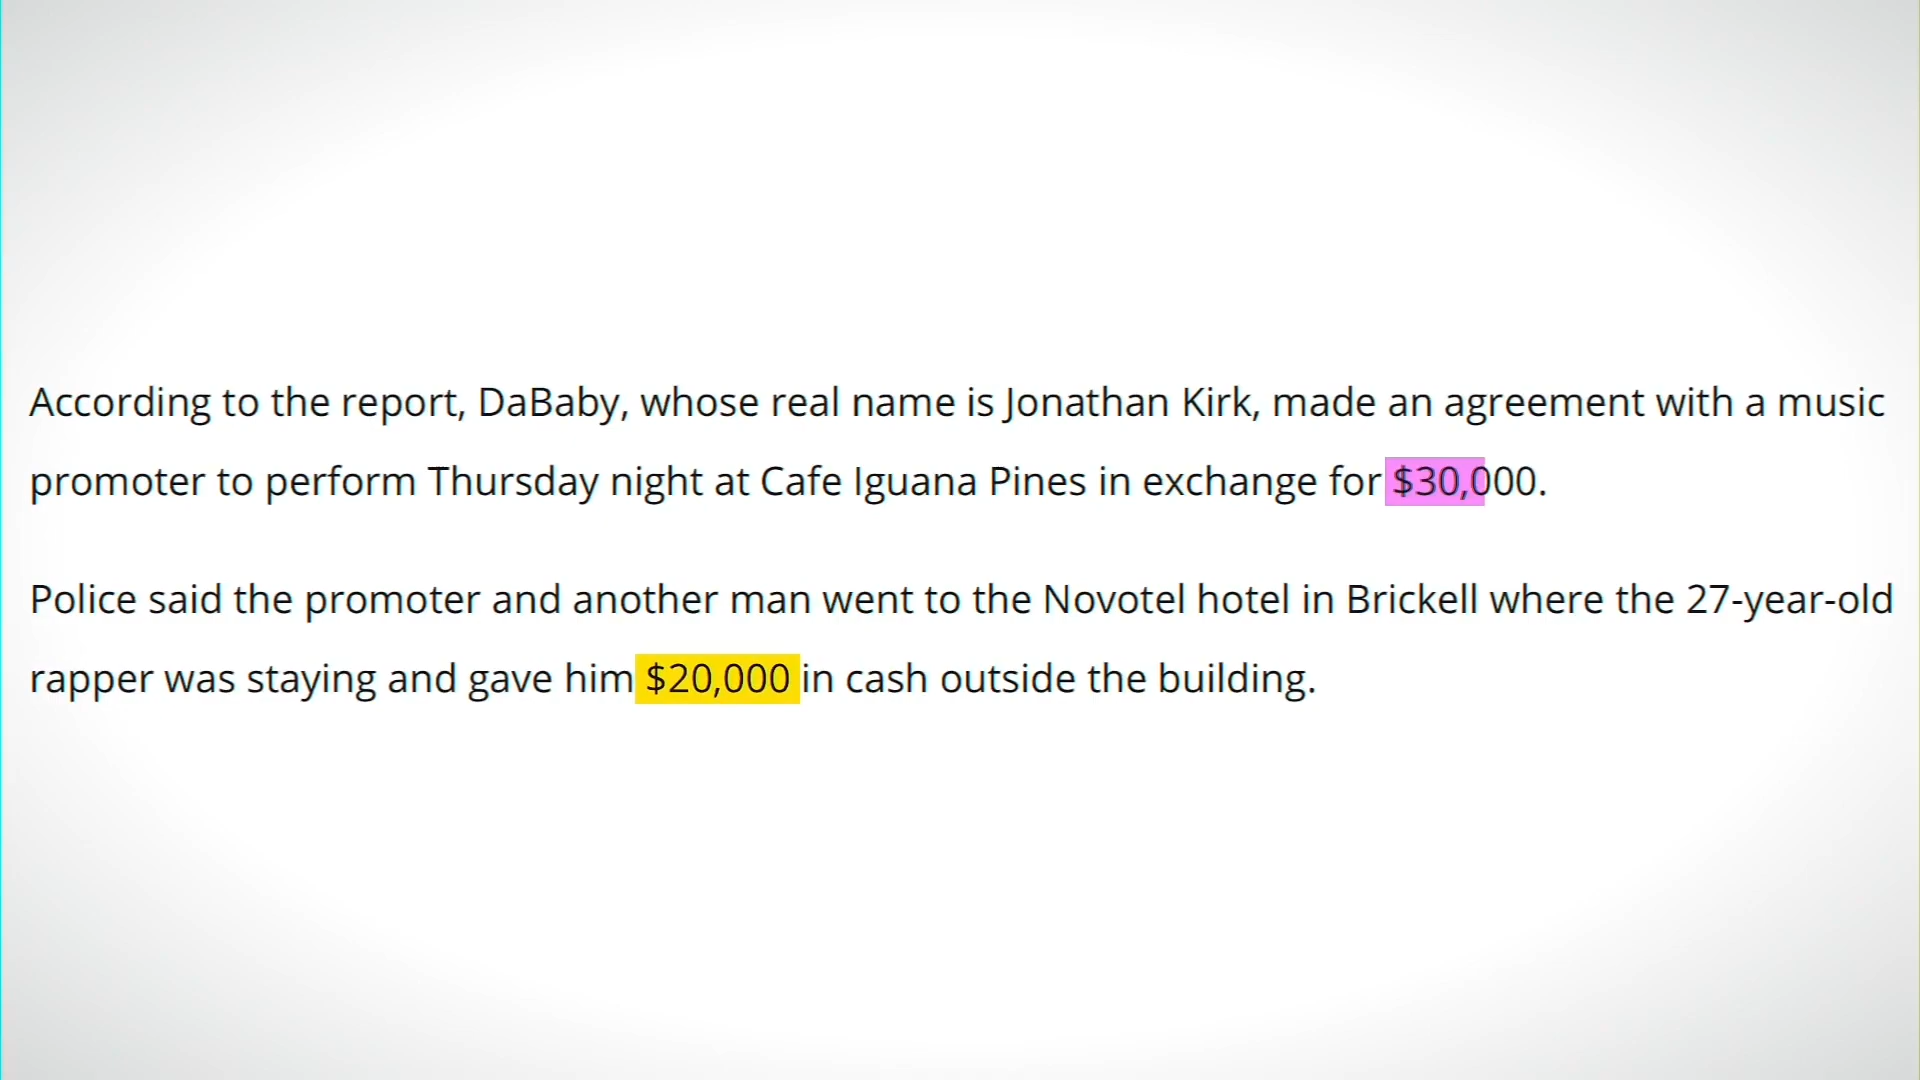 According to the report, DaBaby, whose real name is Jonathan Kirk, made an agreement with a music
promoter to perform Thursday night at Cafe Iguana Pines in exchange for $30,000.
Police said the promoter and another man went to the Novotel hotel in Brickell where the 27-year-old
rapper was staying and gave him $20,000 in cash outside the building.